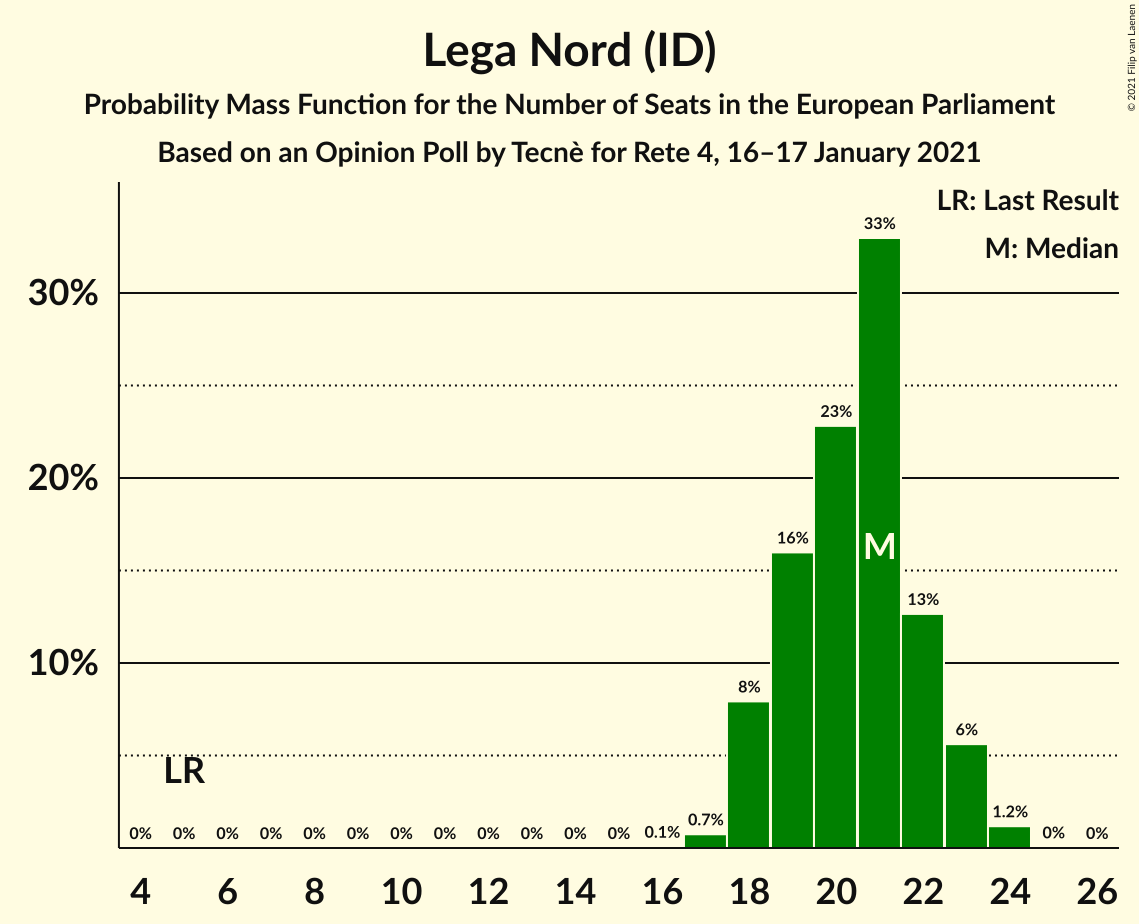 Lega Nord (ID)
Probability Mass Function for the Number of Seats in the European Parliament
Based on an Opinion Poll by Tecnè for Rete 4, 16–17 January 2021
© 2021 Filip van Laenen
LR: Last Result
M: Median
30%
20%
10%
33%
23%
16%
M
13%
8%
6%
LR
0% 0% 0% 0% 0% 0% 0% 0% 0% 0% 0% 0% 0.1% 0.7% 1.2% 0% 0%
4 6 8 10 12 14 16 18 20 22 24 26